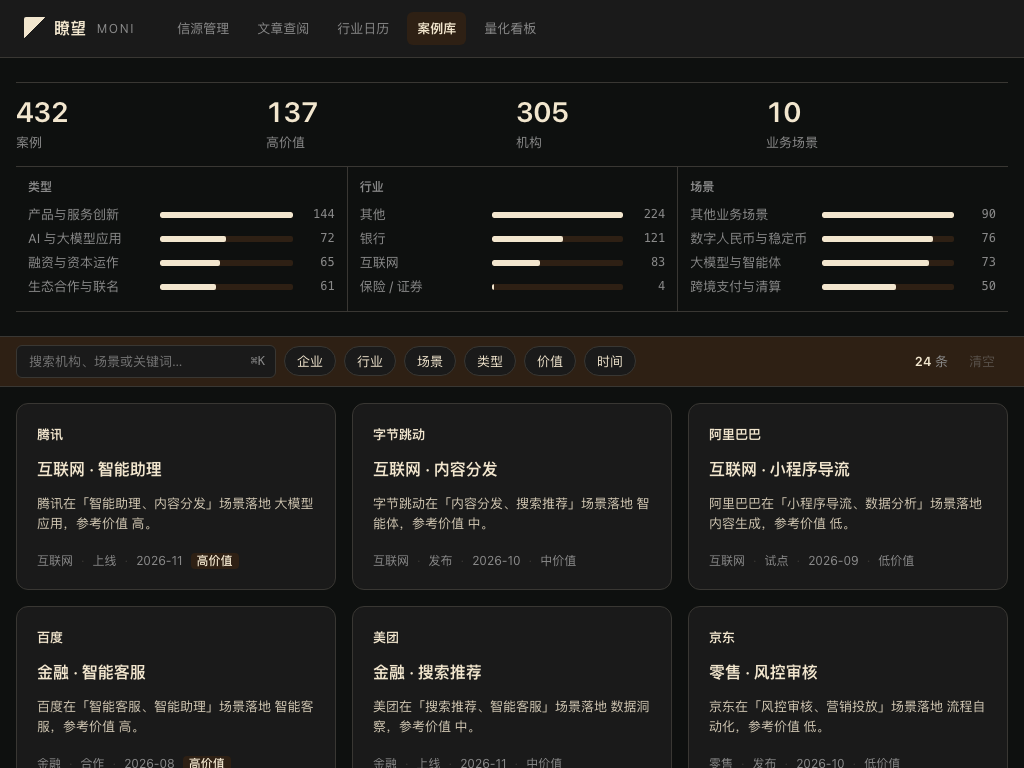 瞭望 MONI 信源管理 文章查阅 行业日历 案例库 量化看板
432 137 305 10
案例 高价值 机构 业务场景
类型 行业 场景
产品与服务创新 144 其他 224 其他业务场景 90
AI 与大模型应用 72 银行 121 数字人民币与稳定币 76
融资与资本运作 65 互联网 83 大模型与智能体 73
生态合作与联名 61 保险 / 证券 4 跨境支付与清算 50
搜索机构、场景或关键词... ⌘K 企业 行业 场景 类型 价值 时间 24 条 清空
腾讯
互联网 · 智能助理
腾讯在「智能助理、内容分发」场景落地 大模型
应用，参考价值 高。
互联网 · 上线 · 2026-11 高价值
字节跳动
互联网 · 内容分发
字节跳动在「内容分发、搜索推荐」场景落地 智
能体，参考价值 中。
互联网 · 发布 · 2026-10 · 中价值
阿里巴巴
互联网 · 小程序导流
阿里巴巴在「小程序导流、数据分析」场景落地
内容生成，参考价值 低。
互联网 · 试点 · 2026-09 · 低价值
百度
金融 · 智能客服
百度在「智能客服、智能助理」场景落地 智能客
服，参考价值 高。
金融 · 合作 · 2026-08 高价值
美团
金融 · 搜索推荐
美团在「搜索推荐、智能客服」场景落地 数据洞
察，参考价值 中。
金融 · 上线 · 2026-11 · 中价值
京东
零售 · 风控审核
京东在「风控审核、营销投放」场景落地 流程自
动化，参考价值 低。
零售 · 发布 · 2026-10 · 低价值